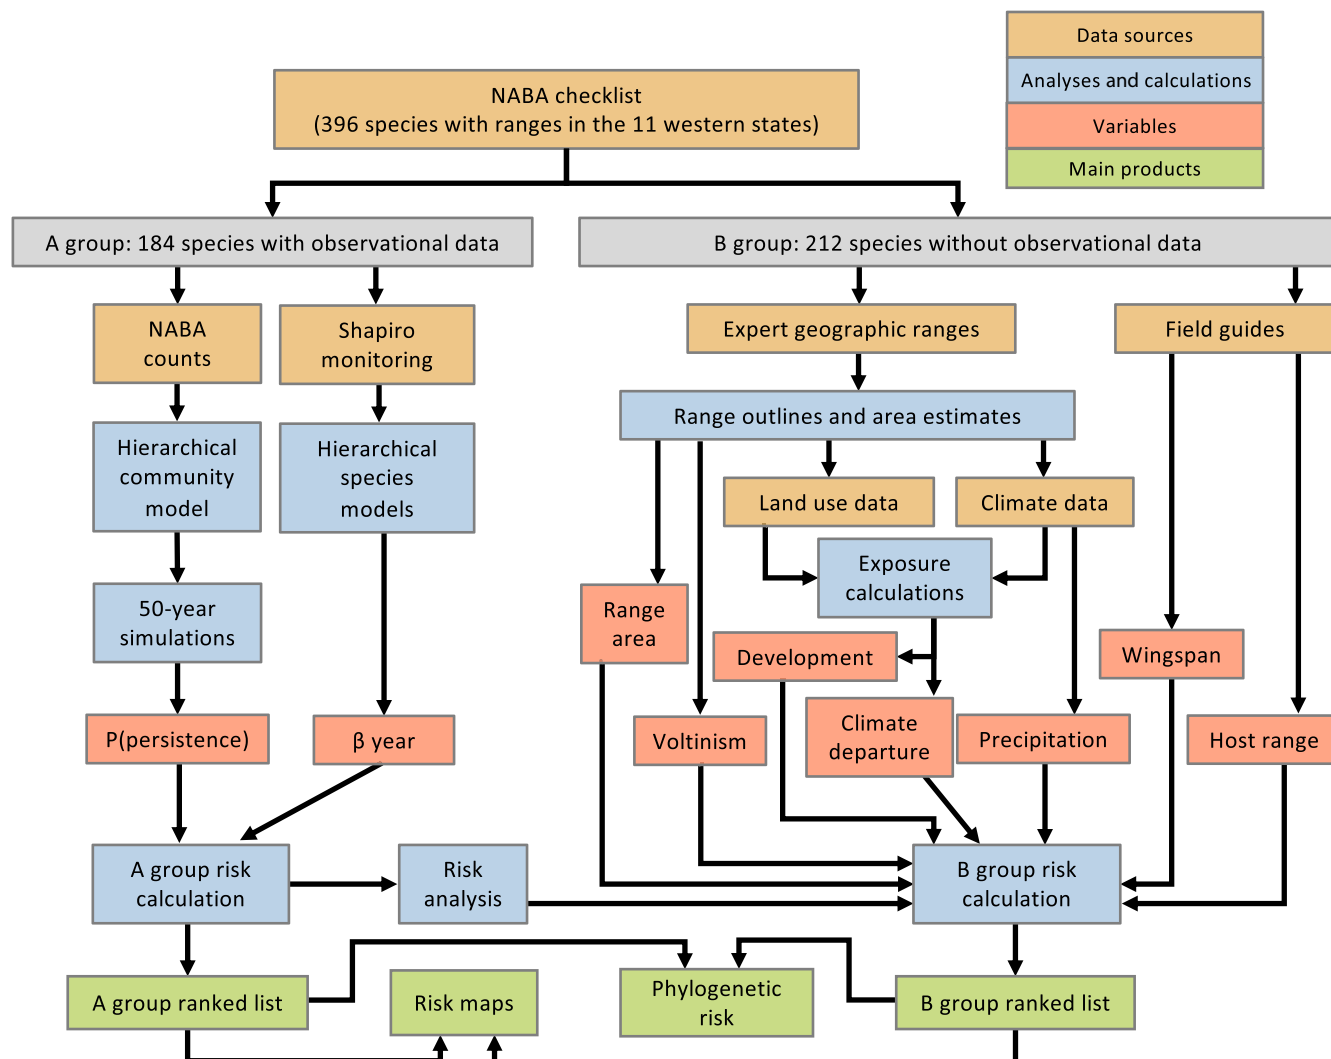 Data sources
Analyses and calculations
Variables
Main products
NABA checklist
(396 species with ranges in the 11 western states)
A group: 184 species with observational data
B group: 212 species without observational data
NABA
counts
Shapiro
monitoring
Expert geographic ranges
Field guides
Range outlines and area estimates
Hierarchical
community
model
Hierarchical
species
models
Land use data
Climate data
Exposure
calculations
50-year
simulations
Range
area
Development
Wingspan
P(persistence)
β year
Voltinism
Climate
departure
Precipitation
Host range
A group risk
calculation
Risk
analysis
B group risk
calculation
A group ranked list
Risk maps
Phylogenetic
risk
B group ranked list